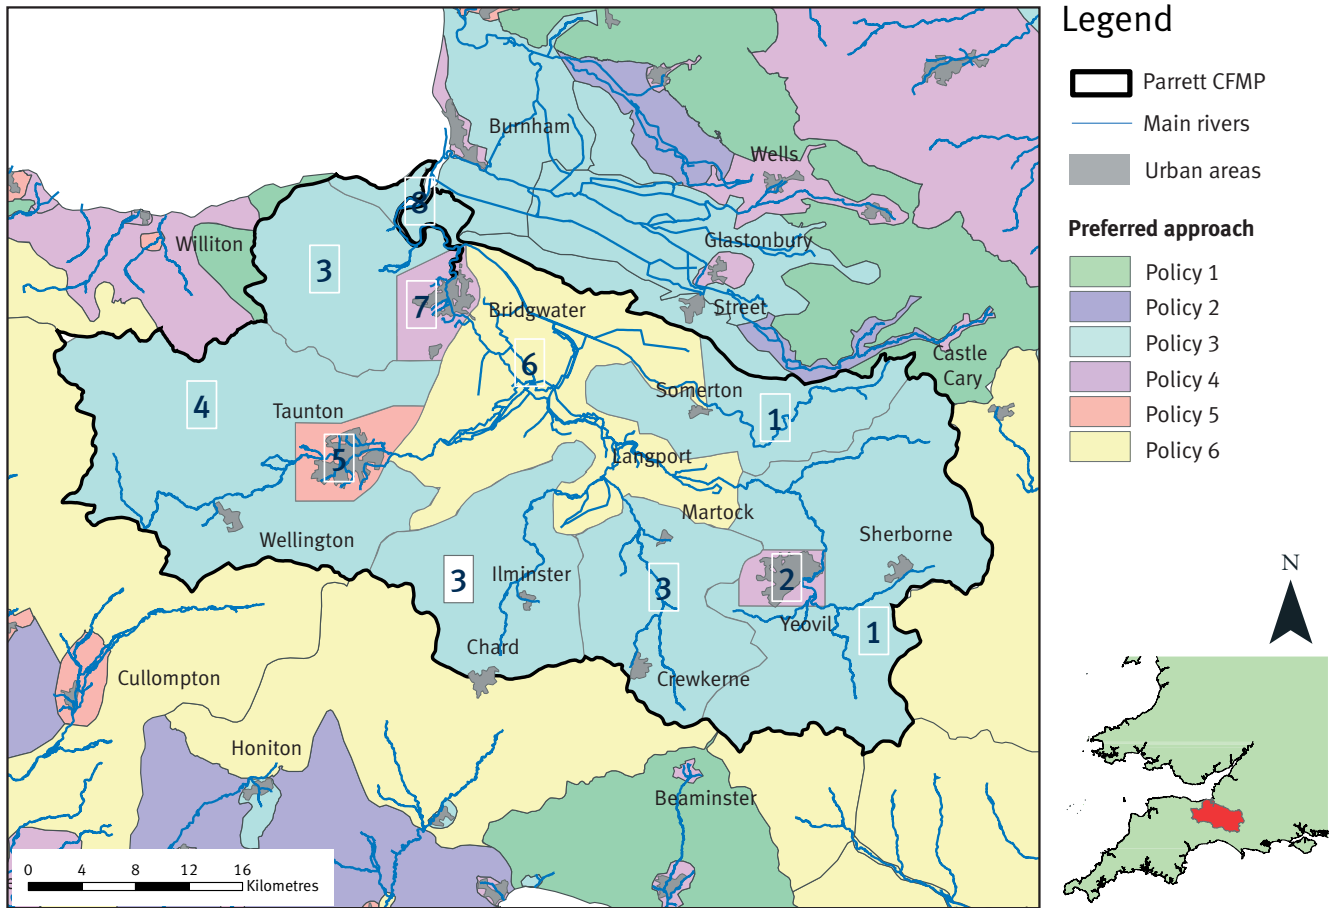 Legend
Parrett CFMP
Main rivers
Urban areas
Preferred approach
Policy 1
Policy 2
Policy 3
Policy 4
Policy 5
Policy 6
Burnham
Wells
8
Williton
Glastonbury
3
7
Bridgwater
Street
Castle
Cary
6
Somerton
4
Taunton
1
5
Langport
Martock
Wellington
Sherborne
3
Ilminster
3
2
Yeovil
1
Chard
Crewkerne
Cullompton
Honiton
Beaminster
N
0 4 8 12 16
Kilometres